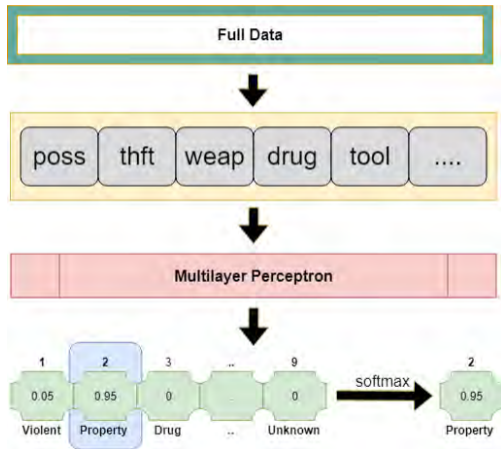 Full Data
poss thft weap drug tool ....
Multilayer Perceptron
1 2 3 .. 9 2
0.05 0.95 0 0 softmax 0.95
Violent Property Drug .. Unknown Property